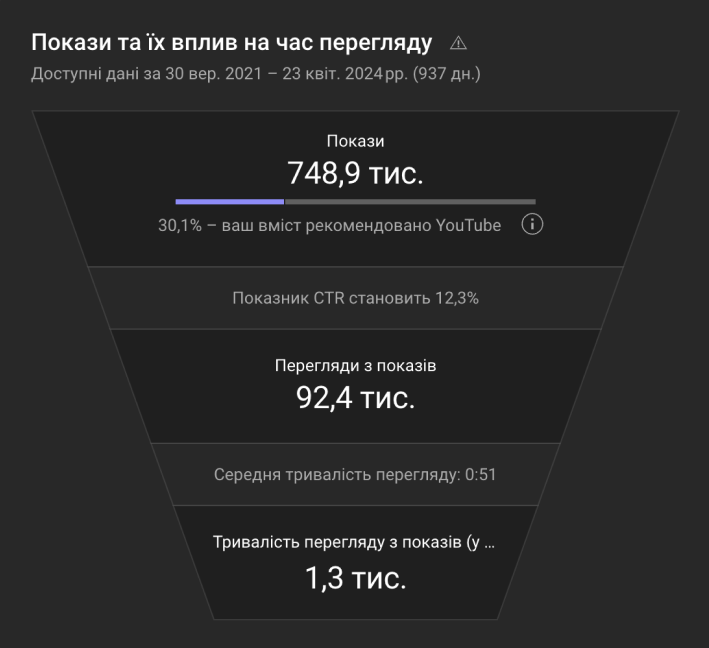 Покази та їх вплив на час перегляду
Доступні дані за 30 вер. 2021 – 23 квіт. 2024 рр. (937 дн.)
Покази
748,9 тис.
30,1% – ваш вміст рекомендовано YouTube
Показник CTR становить 12,3%
Перегляди з показів
92,4 тис.
Середня тривалість перегляду: 0:51
Тривалість перегляду з показів (у ...
1,3 тис.